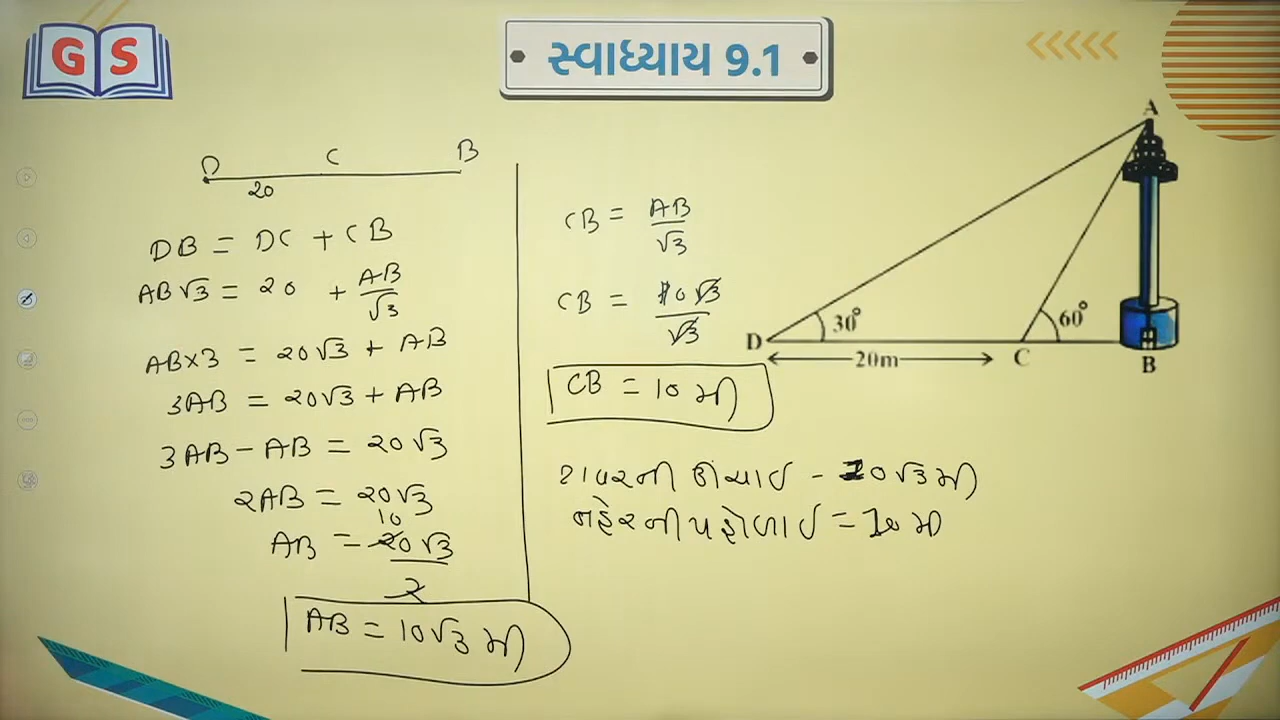 GS
સ્વાધ્યાય 9.1
D C B
20
DB = DC + CB
AB√3 = 20 + AB/√3
AB×3 = 20√3 + AB
3AB = 20√3 + AB
3AB - AB = 20√3
2AB = 20√3
10
AB = 20√3/2
AB = 10√3 મી
CB = AB/√3
CB = 10√3/√3
CB = 10 મી
ટાવરની ઊંચાઈ - 10√3 મી
નહેરની પહોળાઈ = 10 મી
A
30°
60°
D
20m
C
B